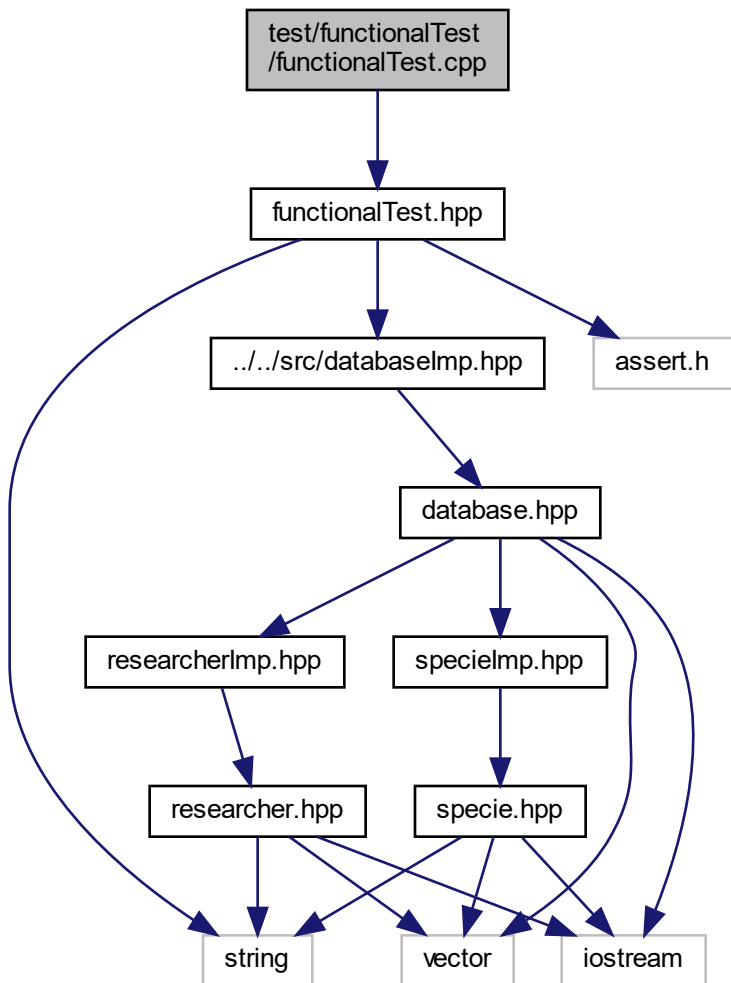 test/functionalTest
/functionalTest.cpp
functionalTest.hpp
../../src/databaseImp.hpp
assert.h
database.hpp
researcherImp.hpp
specieImp.hpp
researcher.hpp
specie.hpp
string
vector
iostream